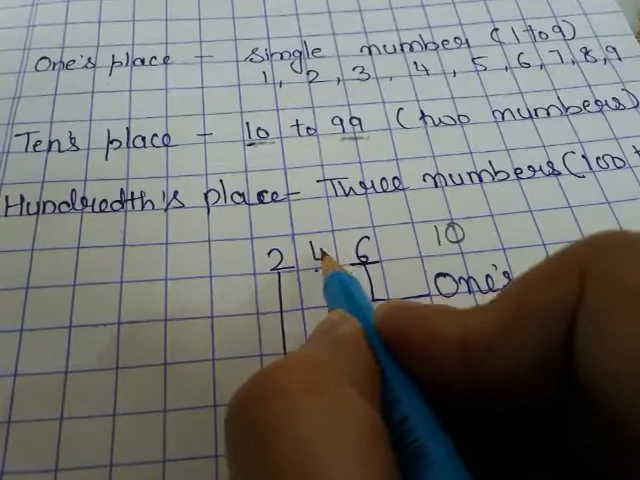 One's place - single number (1 to 9)
1, 2, 3, 4, 5, 6, 7, 8, 9
Ten's place - 10 to 99 (two numbers)
Hundredth's place - Three numbers (100 t
2 4 6 10
One's